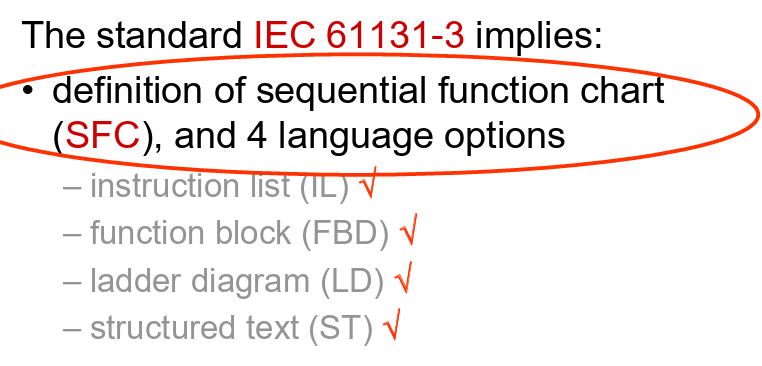 The standard IEC 61131-3 implies:
• definition of sequential function chart
(SFC), and 4 language options
– instruction list (IL) √
– function block (FBD) √
– ladder diagram (LD) √
– structured text (ST) √